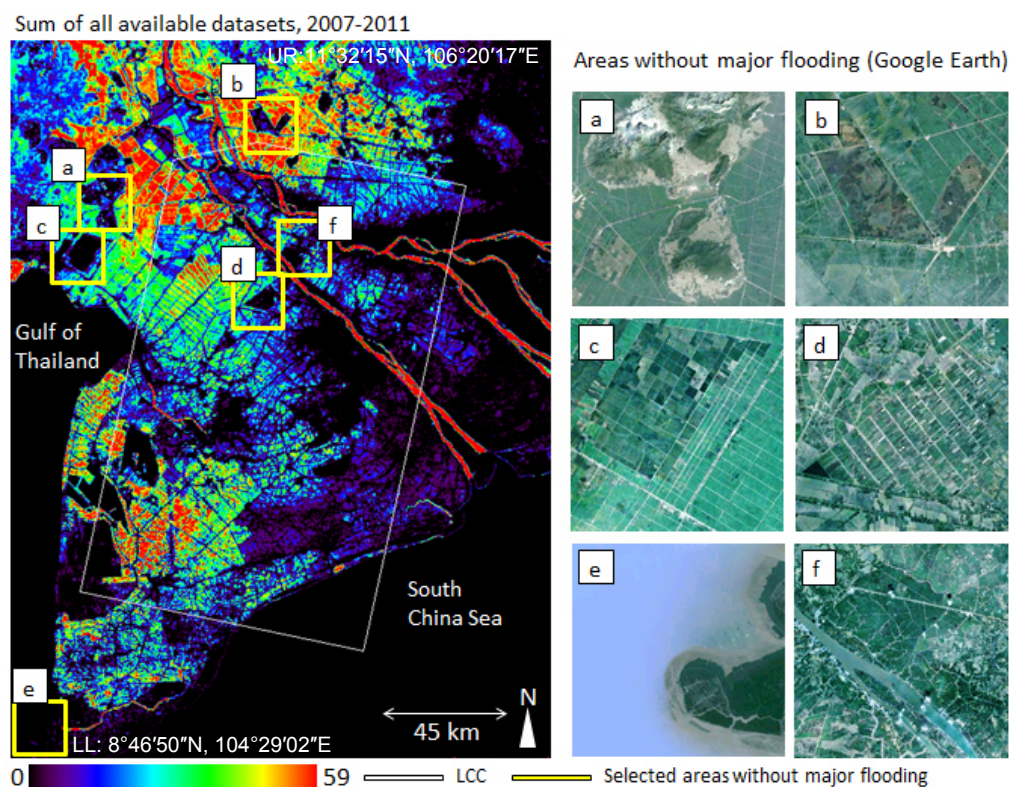 Sum of all available datasets, 2007-2011
UR:11°32′15″N, 106°20′17″E
Areas without major flooding (Google Earth)
b
a
c
f
d
Gulf of
Thailand
South
China Sea
e
N
45 km
LL: 8°46′50″N, 104°29′02″E
a
b
c
d
e
f
0
59
LCC
Selected areas without major flooding